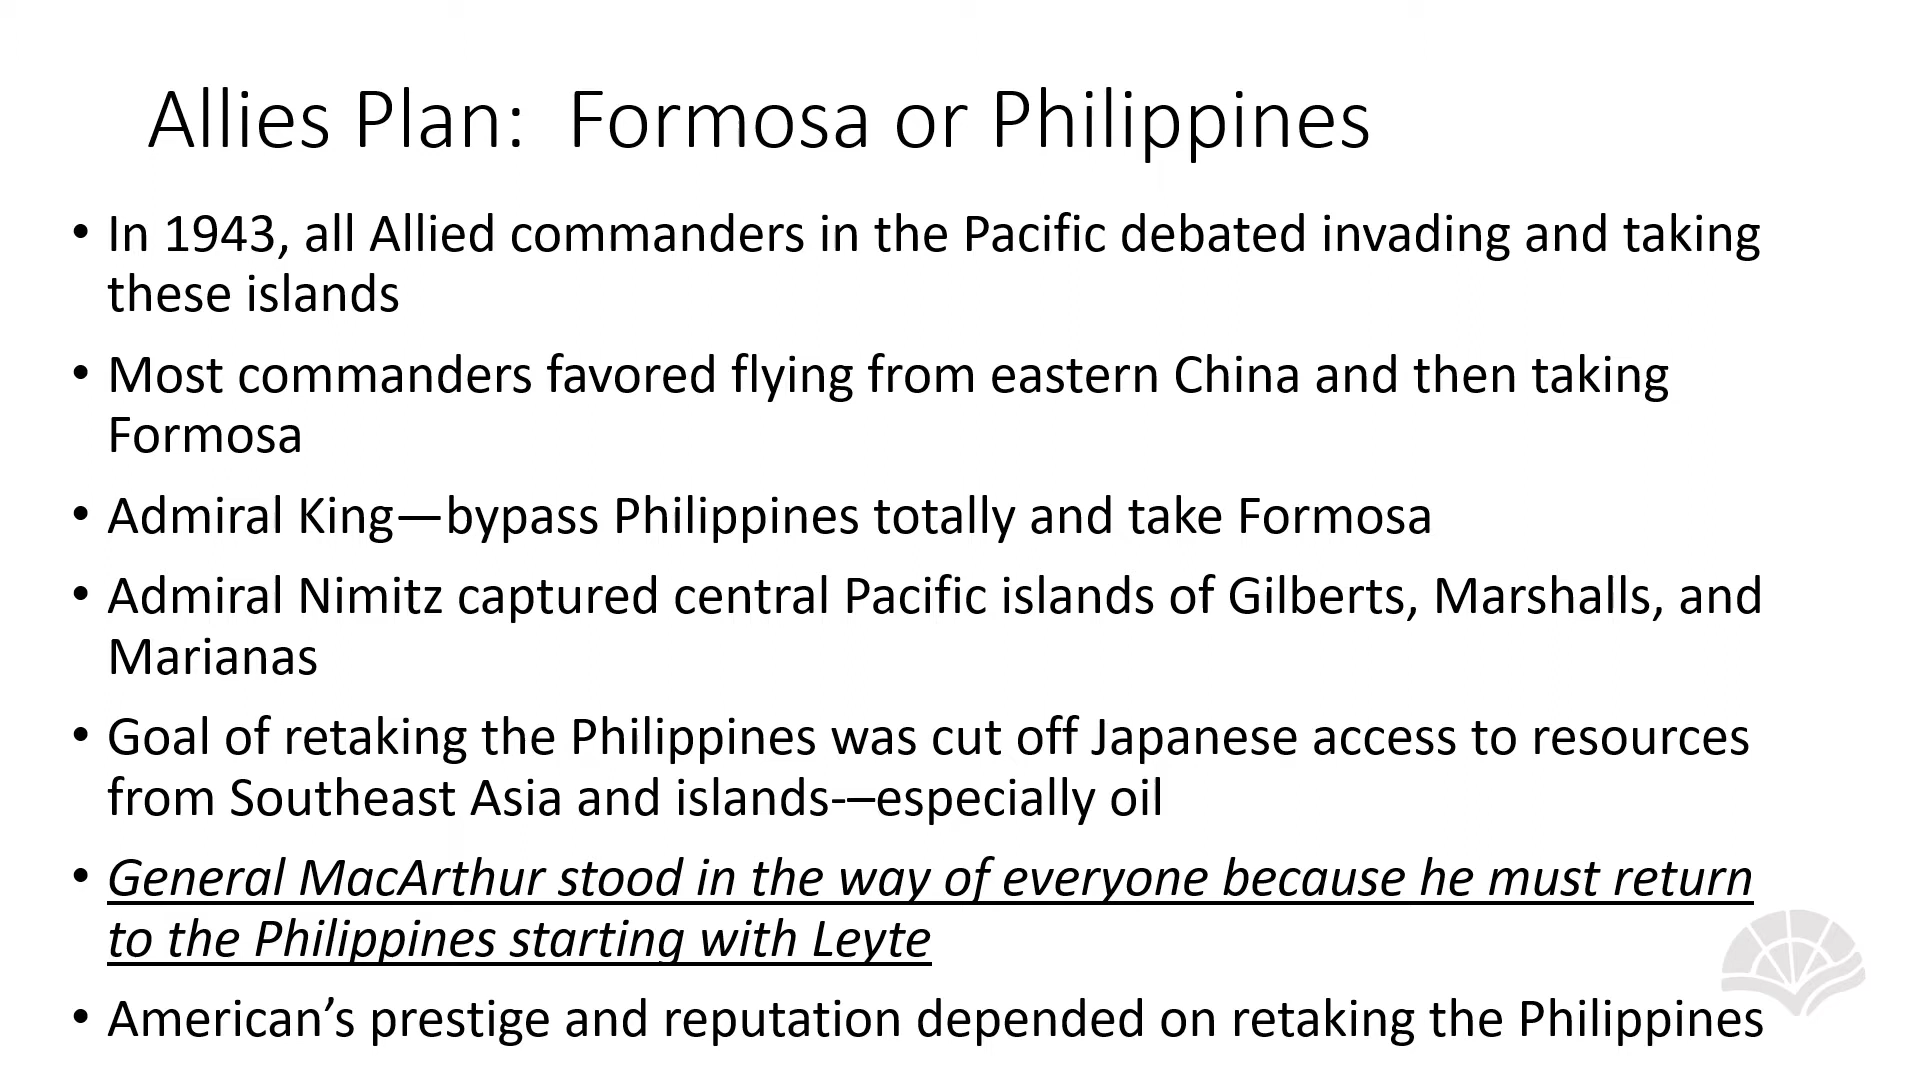 Allies Plan:  Formosa or Philippines
• In 1943, all Allied commanders in the Pacific debated invading and taking
these islands
• Most commanders favored flying from eastern China and then taking
Formosa
• Admiral King—bypass Philippines totally and take Formosa
• Admiral Nimitz captured central Pacific islands of Gilberts, Marshalls, and
Marianas
• Goal of retaking the Philippines was cut off Japanese access to resources
from Southeast Asia and islands-–especially oil
• General MacArthur stood in the way of everyone because he must return
to the Philippines starting with Leyte
• American’s prestige and reputation depended on retaking the Philippines